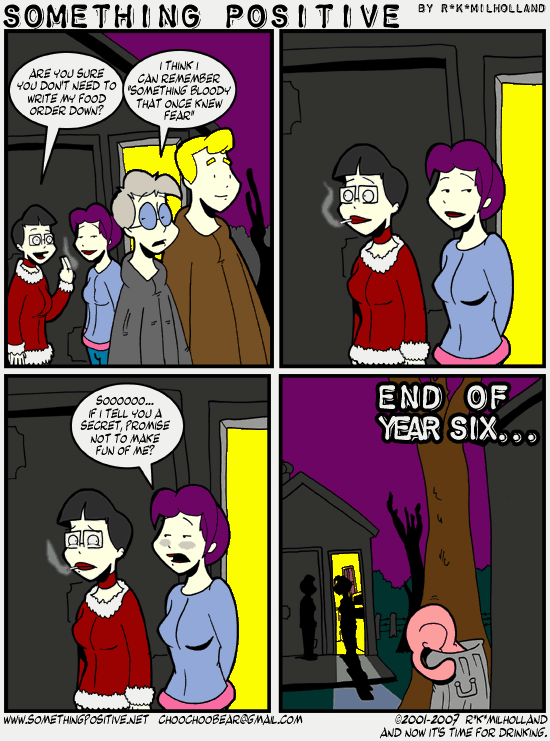 SOMETHING POSITIVE BY R*K*MILHOLLAND
ARE YOU SURE
YOU DON'T NEED TO
WRITE MY FOOD
ORDER DOWN?
I THINK I
CAN REMEMBER
"SOMETHING BLOODY
THAT ONCE KNEW
FEAR"
SOOOOOO...
IF I TELL YOU A
SECRET, PROMISE
NOT TO MAKE
FUN OF ME?
END OF
YEAR SIX...
WWW.SOMETHINGPOSITIVE.NET CHOOCHOOBEAR@GMAIL.COM
©2001-2007 R*K*MILHOLLAND
AND NOW IT'S TIME FOR DRINKING.